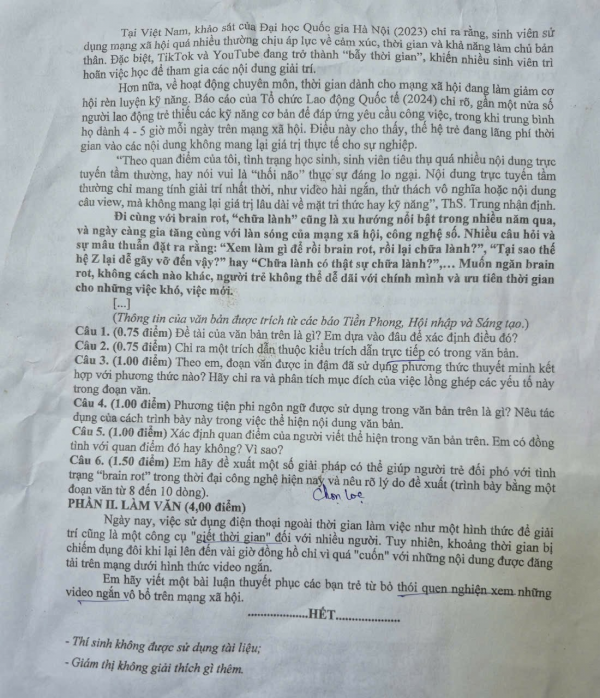 Tại Việt Nam, khảo sát của Đại học Quốc gia Hà Nội (2023) chỉ ra rằng, sinh viên sử
dụng mạng xã hội quá nhiều thường chịu áp lực về cảm xúc, thời gian và khả năng làm chủ bản
thân. Đặc biệt, TikTok và YouTube đang trở thành “bẫy thời gian”, khiến nhiều sinh viên trì
hoãn việc học để tham gia các nội dung giải trí.
Hơn nữa, về hoạt động chuyên môn, thời gian dành cho mạng xã hội đang làm giảm cơ
hội rèn luyện kỹ năng. Báo cáo của Tổ chức Lao động Quốc tế (2024) chỉ rõ, gần một nửa số
người lao động trẻ thiếu các kỹ năng cơ bản để đáp ứng yêu cầu công việc, trong khi trung bình
họ dành 4 - 5 giờ mỗi ngày trên mạng xã hội. Điều này cho thấy, thế hệ trẻ đang lãng phí thời
gian vào các nội dung không mang lại giá trị thực tế cho sự nghiệp.
“Theo quan điểm của tôi, tình trạng học sinh, sinh viên tiêu thụ quá nhiều nội dung trực
tuyến tầm thường, hay nói vui là “thối não” thực sự đáng lo ngại. Nội dung trực tuyến tầm
thường chỉ mang tính giải trí nhất thời, như video hài ngắn, thử thách vô nghĩa hoặc nội dung
câu view, mà không mang lại giá trị lâu dài về mặt tri thức hay kỹ năng”, ThS. Trung nhận định.
Đi cùng với brain rot, “chữa lành” cũng là xu hướng nổi bật trong nhiều năm qua,
và ngày càng gia tăng cùng với làn sóng của mạng xã hội, công nghệ số. Nhiều câu hỏi và
sự mâu thuẫn đặt ra rằng: “Xem làm gì để rồi brain rot, rồi lại chữa lành?”, “Tại sao thế
hệ Z lại dễ gãy vỡ đến vậy?” hay “Chữa lành có thật sự chữa lành?”,… Muốn ngăn brain
rot, không cách nào khác, người trẻ không thể dễ dãi với chính mình và ưu tiên thời gian
cho những việc khó, việc mới.
[...]
(Thông tin của văn bản được trích từ các báo Tiền Phong, Hội nhập và Sáng tạo.)
Câu 1. (0.75 điểm) Đề tài của văn bản trên là gì? Em dựa vào đâu để xác định điều đó?
Câu 2. (0.75 điểm) Chỉ ra một trích dẫn thuộc kiểu trích dẫn trực tiếp có trong văn bản.
Câu 3. (1.00 điểm) Theo em, đoạn văn được in đậm đã sử dụng phương thức thuyết minh kết
hợp với phương thức nào? Hãy chỉ ra và phân tích mục đích của việc lồng ghép các yếu tố này
trong đoạn văn.
Câu 4. (1.00 điểm) Phương tiện phi ngôn ngữ được sử dụng trong văn bản trên là gì? Nêu tác
dụng của cách trình bày này trong việc thể hiện nội dung văn bản.
Câu 5. (1.00 điểm) Xác định quan điểm của người viết thể hiện trong văn bản trên. Em có đồng
tình với quan điểm đó hay không? Vì sao?
Câu 6. (1.50 điểm) Em hãy đề xuất một số giải pháp có thể giúp người trẻ đối phó với tình
trạng “brain rot” trong thời đại công nghệ hiện nay và nêu rõ lý do đề xuất (trình bày bằng một
đoạn văn từ 8 đến 10 dòng).
Chọn lọc
PHẦN II. LÀM VĂN (4,00 điểm)
Ngày nay, việc sử dụng điện thoại ngoài thời gian làm việc như một hình thức để giải
trí cũng là một công cụ "giết thời gian" đối với nhiều người. Tuy nhiên, khoảng thời gian bị
chiếm dụng đôi khi lại lên đến vài giờ đồng hồ chỉ vì quá "cuốn" với những nội dung được đăng
tải trên mạng dưới hình thức video ngắn.
Em hãy viết một bài luận thuyết phục các bạn trẻ từ bỏ thói quen nghiện xem những
video ngắn vô bổ trên mạng xã hội.
...................HẾT...................
- Thí sinh không được sử dụng tài liệu;
- Giám thị không giải thích gì thêm.